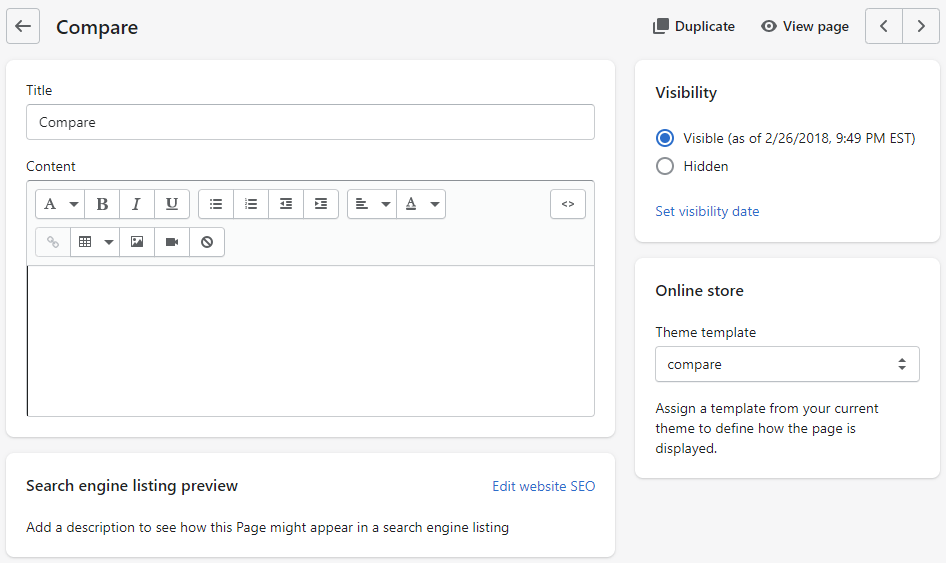 Compare
Duplicate
View page
Title
Compare
Content
A
B
I
U
A
<>
Search engine listing preview
Edit website SEO
Add a description to see how this Page might appear in a search engine listing
Visibility
Visible (as of 2/26/2018, 9:49 PM EST)
Hidden
Set visibility date
Online store
Theme template
compare
Assign a template from your current
theme to define how the page is
displayed.